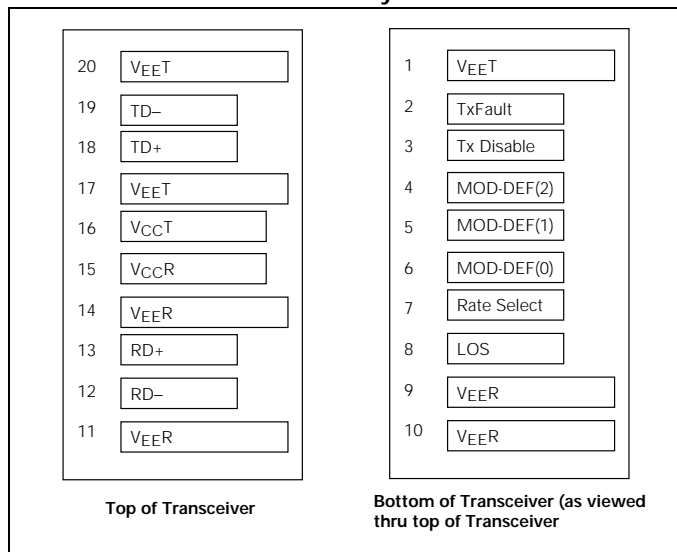 20 VEET
19 TD–
18 TD+
17 VEET
16 VCCT
15 VCCR
14 VEER
13 RD+
12 RD–
11 VEER
Top of Transceiver
1 VEET
2 TxFault
3 Tx Disable
4 MOD-DEF(2)
5 MOD-DEF(1)
6 MOD-DEF(0)
7 Rate Select
8 LOS
9 VEER
10 VEER
Bottom of Transceiver (as viewed
thru top of Transceiver